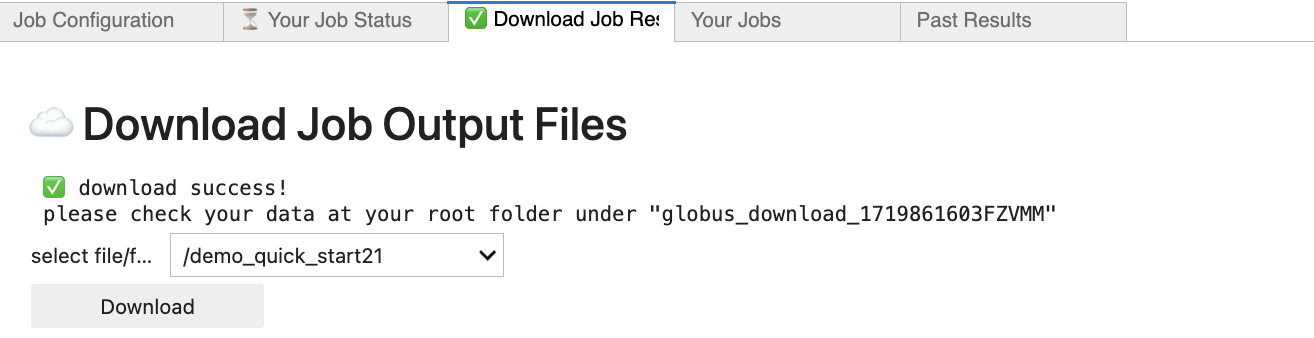 Job Configuration
⏳ Your Job Status
✅ Download Job Res
Your Jobs
Past Results
☁️ Download Job Output Files
✅ download success!
please check your data at your root folder under "globus_download_1719861603FZVMM"
select file/f...
/demo_quick_start21
Download